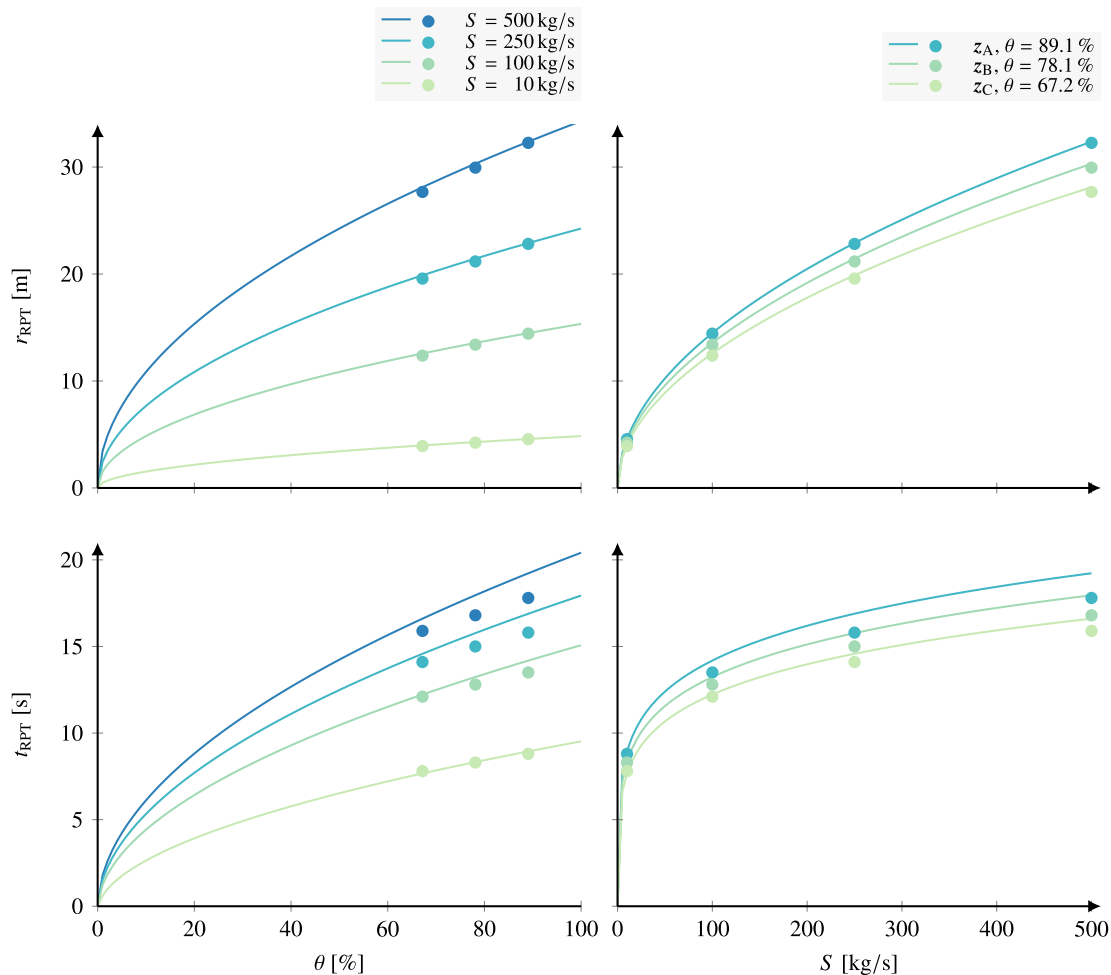 S = 500 kg/s
S = 250 kg/s
S = 100 kg/s
S = 10 kg/s
z_A, θ = 89.1 %
z_B, θ = 78.1 %
z_C, θ = 67.2 %
30
20
10
0
r_RPT [m]
20
15
10
5
0
t_RPT [s]
0 20 40 60 80 100
θ [%]
0 100 200 300 400 500
S [kg/s]